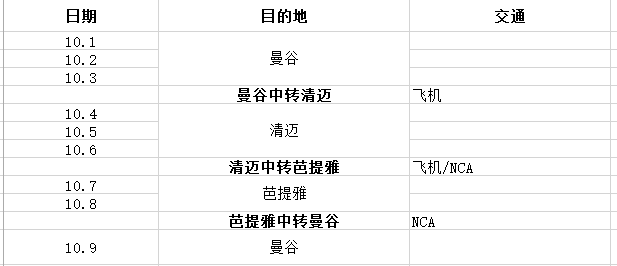 日期 目的地 交通
10.1
10.2 曼谷
10.3
曼谷中转清迈 飞机
10.4
10.5 清迈
10.6
清迈中转芭提雅 飞机/NCA
10.7
芭提雅
10.8
芭提雅中转曼谷 NCA
10.9 曼谷